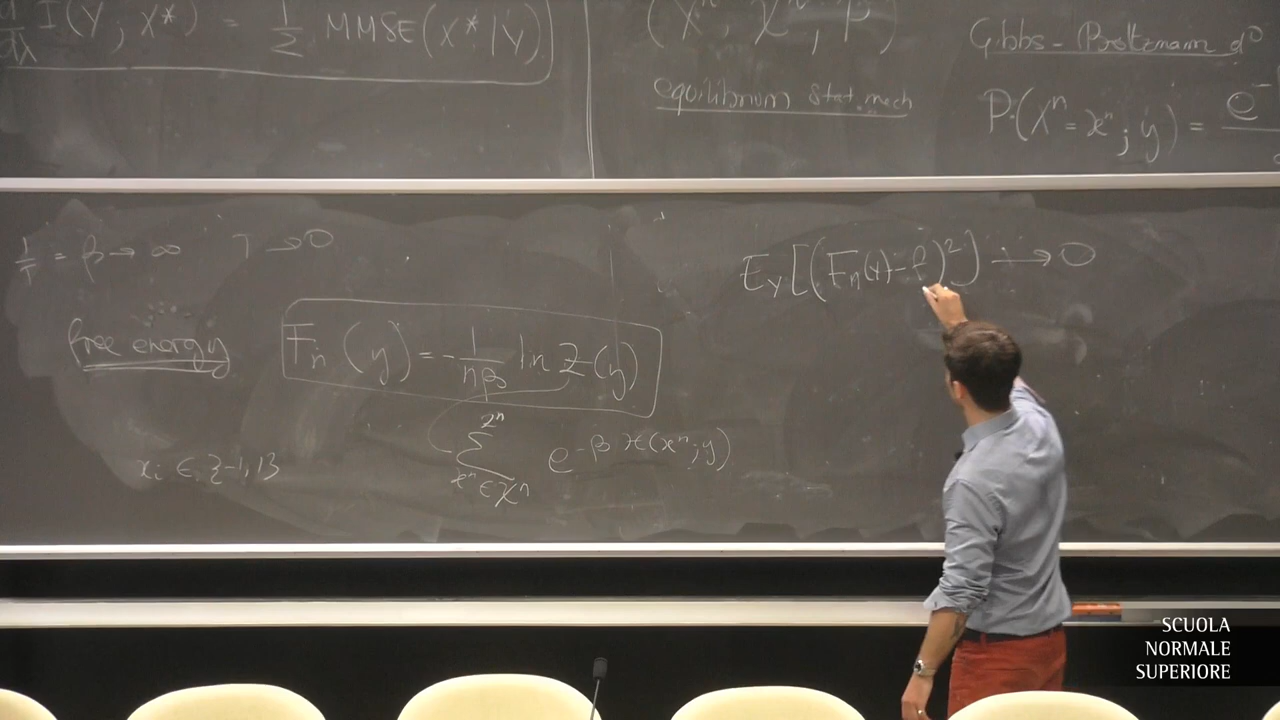 d/dλ I(Y; X*) = 1/2 MMSE(X*|Y)
(X^n, χ^n, P)
equilibrium stat. mech
Gibbs-Boltzmann d°
P(X^n = x^n; y) = e^-
1/T = β → ∞ T → 0
free energy
F_n(y) = - 1/nβ ln Z(y)
2^n
Σ e^{-β H(x^n; y)}
x^n ∈ χ^n
x_i ∈ {-1,1}
E_Y[(F_n(Y) - f)^2] → 0
SCUOLA
NORMALE
SUPERIORE